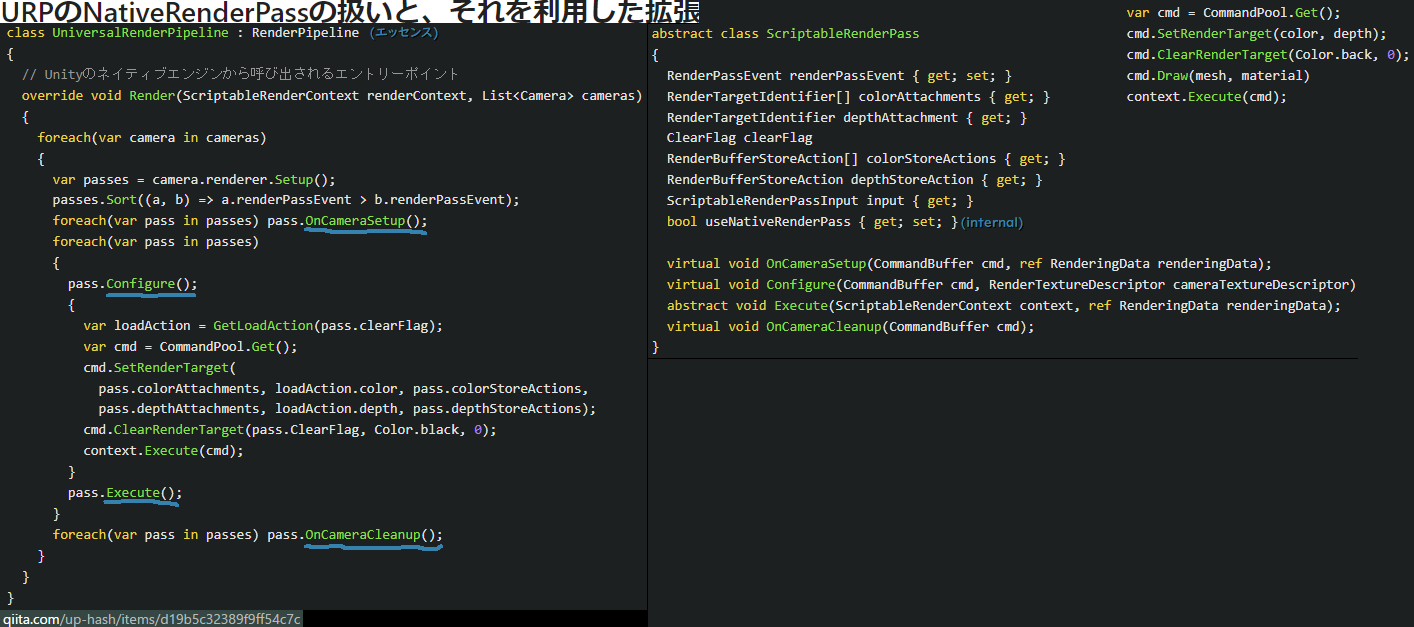 URPのNativeRenderPassの扱いと、それを利用した拡張
class UniversalRenderPipeline : RenderPipeline (エッセンス)
{
// Unityのネイティブエンジンから呼び出されるエントリーポイント
override void Render(ScriptableRenderContext renderContext, List<Camera> cameras)
{
foreach(var camera in cameras)
{
var passes = camera.renderer.Setup();
passes.Sort((a, b) => a.renderPassEvent > b.renderPassEvent);
foreach(var pass in passes) pass.OnCameraSetup();
foreach(var pass in passes)
{
pass.Configure();
{
var loadAction = GetLoadAction(pass.clearFlag);
var cmd = CommandPool.Get();
cmd.SetRenderTarget(
pass.colorAttachments, loadAction.color, pass.colorStoreActions,
pass.depthAttachments, loadAction.depth, pass.depthStoreActions);
cmd.ClearRenderTarget(pass.ClearFlag, Color.black, 0);
context.Execute(cmd);
}
pass.Execute();
}
foreach(var pass in passes) pass.OnCameraCleanup();
}
}
}
qiita.com/up-hash/items/d19b5c32389f9ff54c7c
abstract class ScriptableRenderPass
{
RenderPassEvent renderPassEvent { get; set; }
RenderTargetIdentifier[] colorAttachments { get; }
RenderTargetIdentifier depthAttachment { get; }
ClearFlag clearFlag
RenderBufferStoreAction[] colorStoreActions { get; }
RenderBufferStoreAction depthStoreAction { get; }
ScriptableRenderPassInput input { get; }
bool useNativeRenderPass { get; set; } (internal)
virtual void OnCameraSetup(CommandBuffer cmd, ref RenderingData renderingData);
virtual void Configure(CommandBuffer cmd, RenderTextureDescriptor cameraTextureDescriptor)
abstract void Execute(ScriptableRenderContext context, ref RenderingData renderingData);
virtual void OnCameraCleanup(CommandBuffer cmd);
}
var cmd = CommandPool.Get();
cmd.SetRenderTarget(color, depth);
cmd.ClearRenderTarget(Color.back, 0);
cmd.Draw(mesh, material)
context.Execute(cmd);